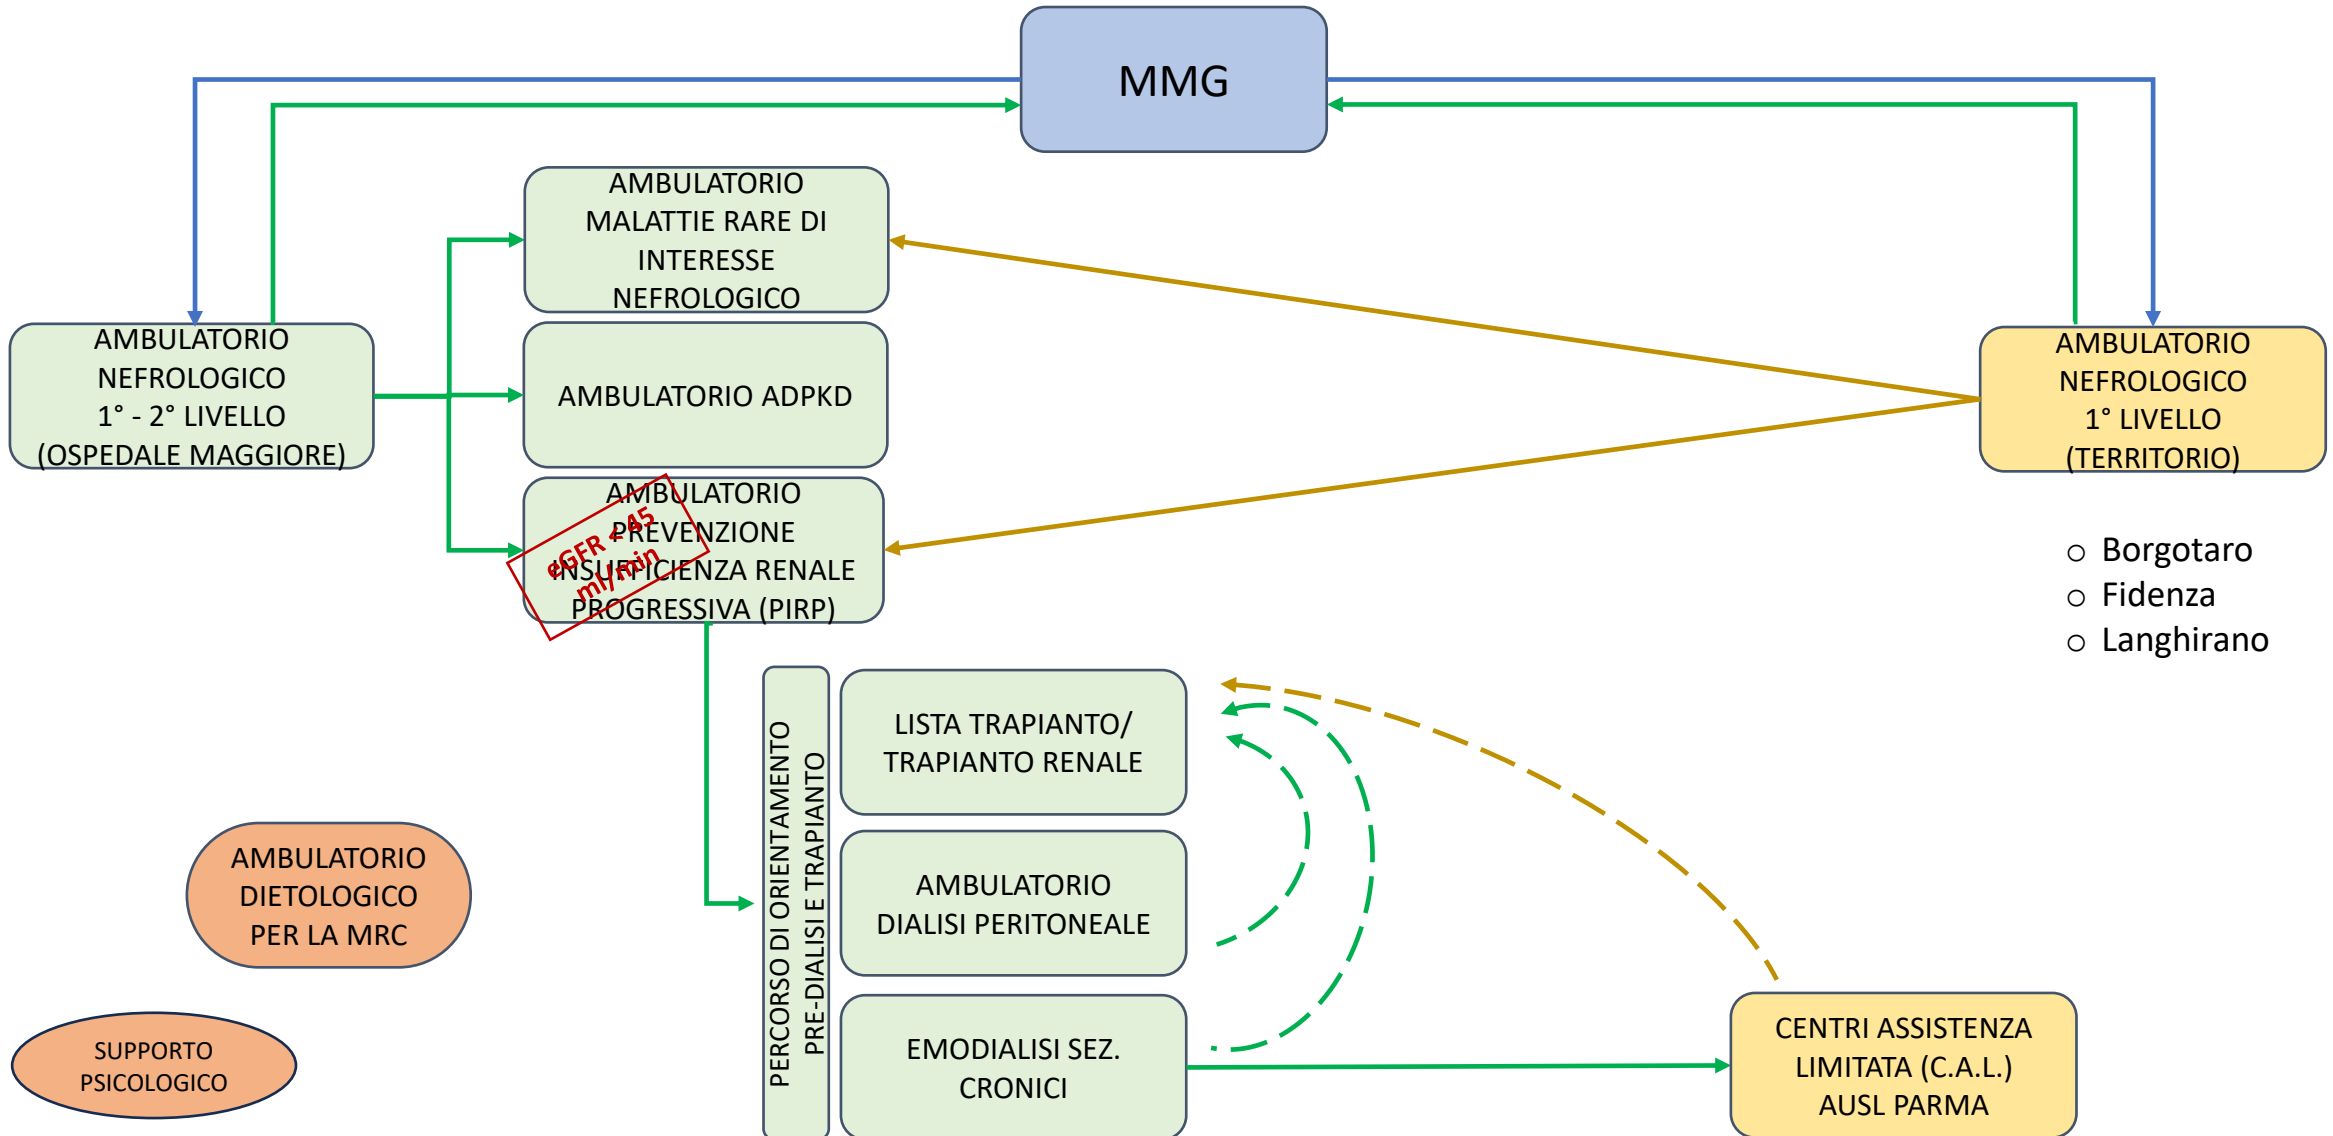 MMG
AMBULATORIO
MALATTIE RARE DI
INTERESSE
NEFROLOGICO
AMBULATORIO
NEFROLOGICO
1° - 2° LIVELLO
(OSPEDALE MAGGIORE)
AMBULATORIO ADPKD
AMBULATORIO
NEFROLOGICO
1° LIVELLO
(TERRITORIO)
AMBULATORIO
PREVENZIONE
INSUFFICIENZA RENALE
PROGRESSIVA (PIRP)
eGFR < 45
ml/min
○ Borgotaro
○ Fidenza
○ Langhirano
PERCORSO DI ORIENTAMENTO
PRE-DIALISI E TRAPIANTO
LISTA TRAPIANTO/
TRAPIANTO RENALE
AMBULATORIO
DIALISI PERITONEALE
EMODIALISI SEZ.
CRONICI
AMBULATORIO
DIETOLOGICO
PER LA MRC
SUPPORTO
PSICOLOGICO
CENTRI ASSISTENZA
LIMITATA (C.A.L.)
AUSL PARMA